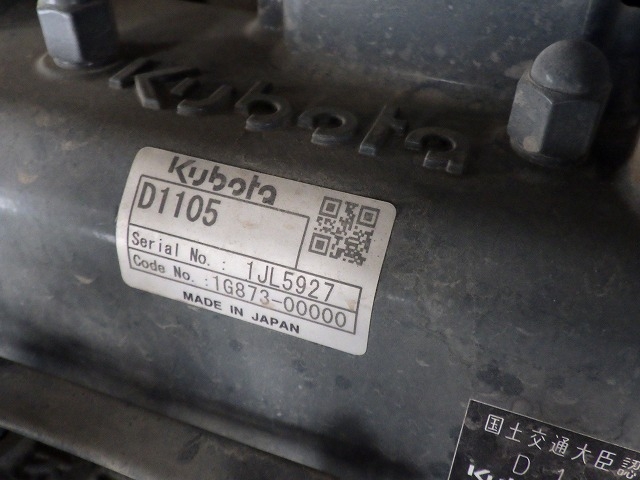 Kubota
Kubota
D1105
Serial No.: 1JL5927
Code No.: 1G873-00000
MADE IN JAPAN
国土交通大臣認
D 1